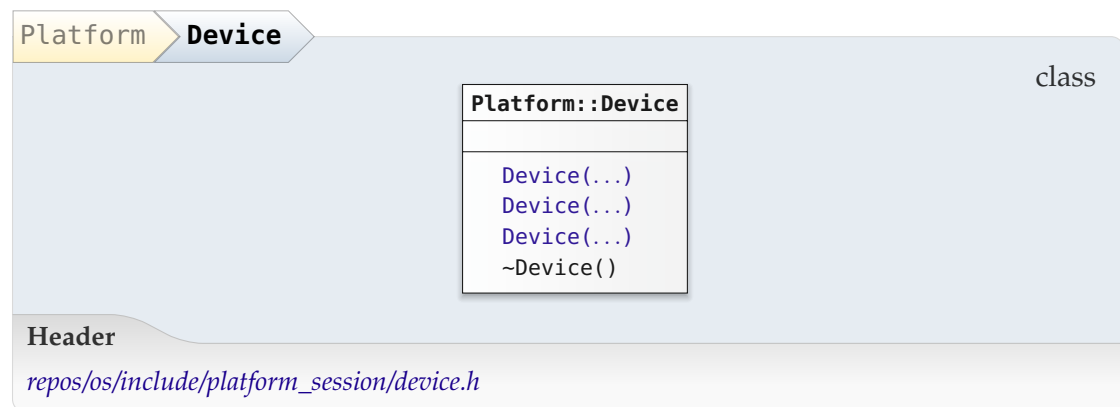 Platform Device
class
Platform::Device
Device(...)
Device(...)
Device(...)
~Device()
Header
repos/os/include/platform_session/device.h